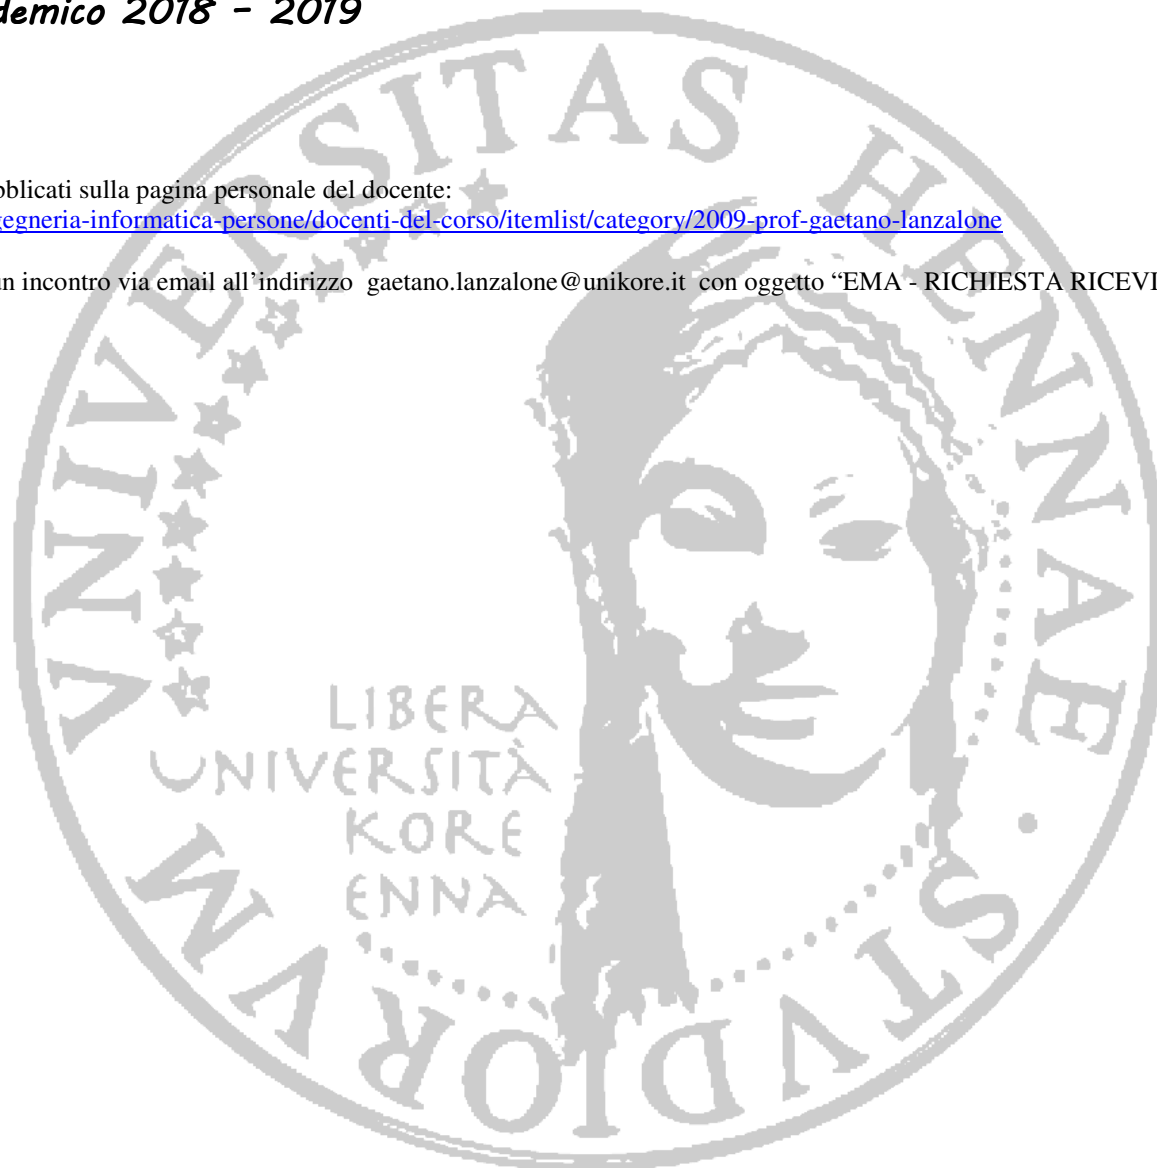 demico 2018 – 2019
bblicati sulla pagina personale del docente:
gegneria-informatica-persone/docenti-del-corso/itemlist/category/2009-prof-gaetano-lanzalone
un incontro via email all’indirizzo gaetano.lanzalone@unikore.it con oggetto “EMA - RICHIESTA RICEVI
VNIVERSITAS HENNAE · STVDIORVM
LIBERA
UNIVERSITÀ
KORE
ENNA